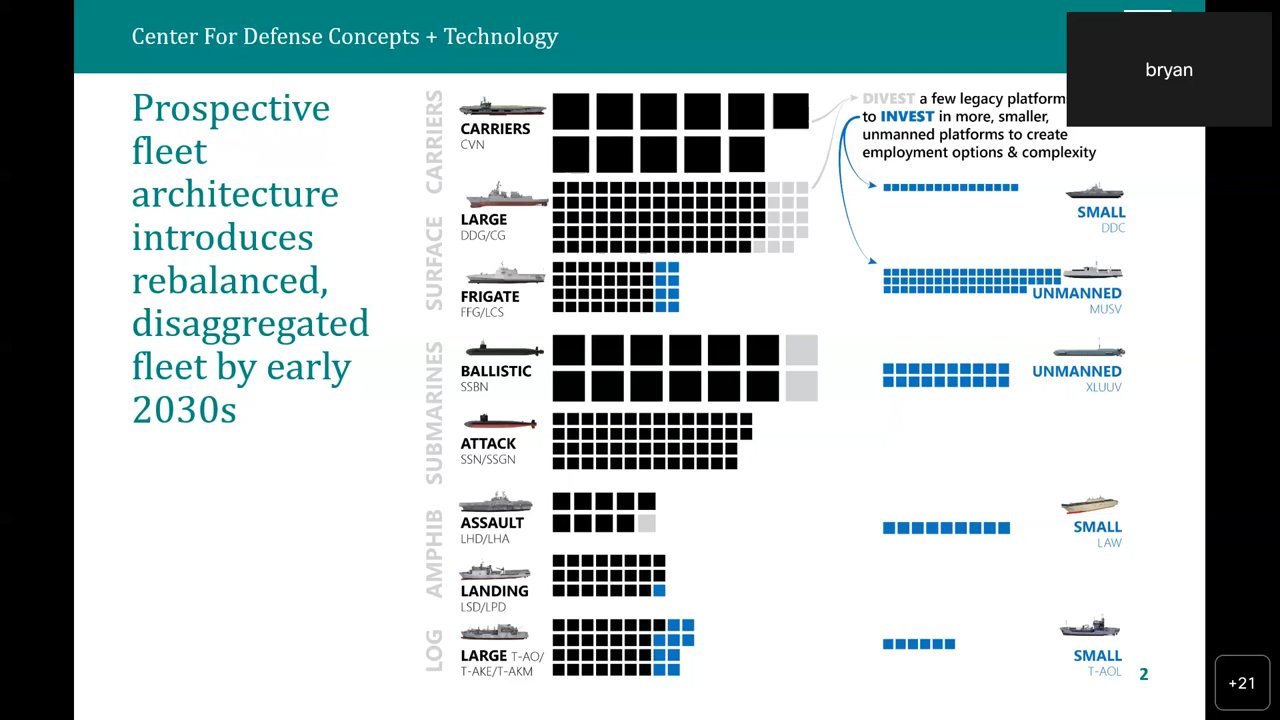 Center For Defense Concepts + Technology
bryan
Prospective
fleet
architecture
introduces
rebalanced,
disaggregated
fleet by early
2030s
CARRIERS
CARRIERS
CVN
DIVEST a few legacy platforms
to INVEST in more, smaller,
unmanned platforms to create
employment options & complexity
SURFACE
LARGE
DDG/CG
SMALL
DDC
FRIGATE
FFG/LCS
UNMANNED
MUSV
SUBMARINES
BALLISTIC
SSBN
UNMANNED
XLUUV
ATTACK
SSN/SSGN
AMPHIB
ASSAULT
LHD/LHA
SMALL
LAW
LANDING
LSD/LPD
LOG
LARGE T-AO/
T-AKE/T-AKM
SMALL
T-AOL
2
+21